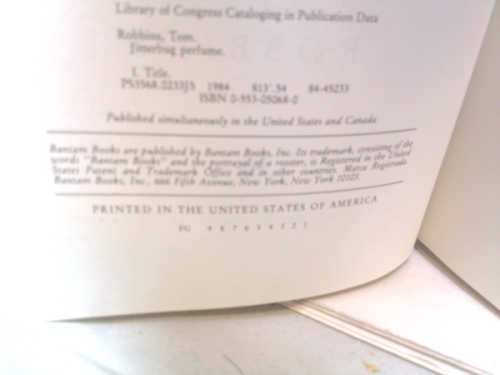 Library of Congress Cataloging in Publication Data
Robbins, Tom.
Jitterbug perfume.
I. Title.
PS3568.O233J5 1984 813'.54 84-45233
ISBN 0-553-05068-0
Published simultaneously in the United States and Canada
Bantam Books are published by Bantam Books, Inc. Its trademark, consisting of the
words "Bantam Books" and the portrayal of a rooster, is Registered in the United
States Patent and Trademark Office and in other countries. Marca Registrada.
Bantam Books, Inc., 666 Fifth Avenue, New York, New York 10103.
PRINTED IN THE UNITED STATES OF AMERICA
FG 9 8 7 6 5 4 3 2 1